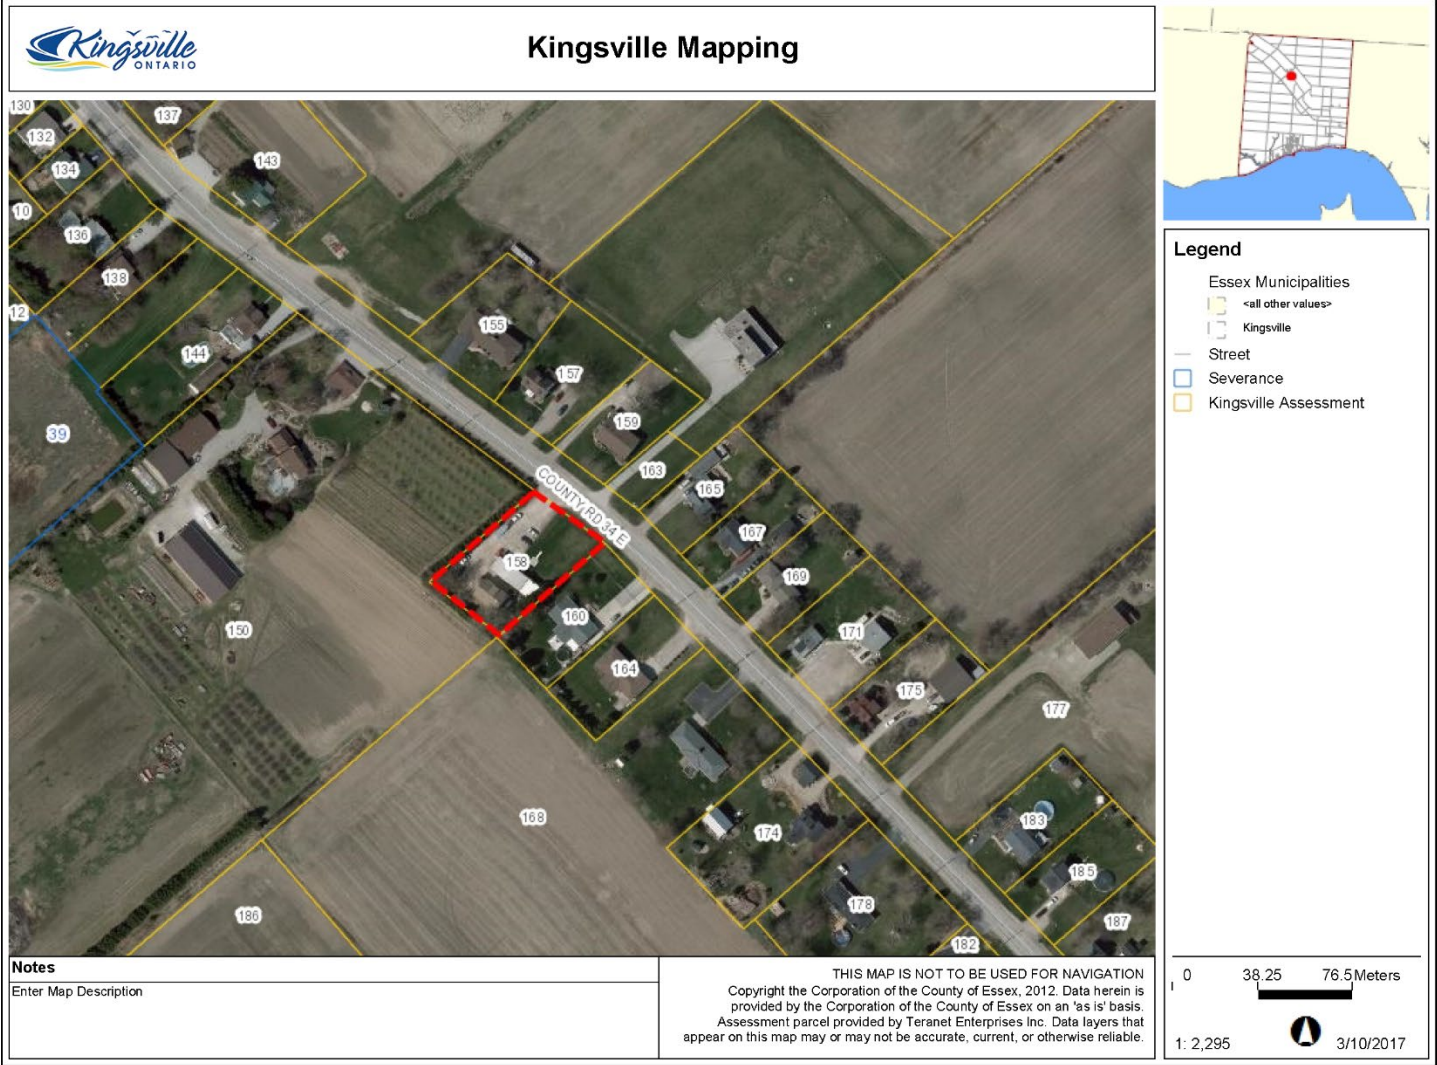 Kingsville
ONTARIO
Kingsville Mapping
130
137
132
143
134
10
136
138
12
155
144
157
159
39
163
COUNTY RD 34 E
165
167
158
169
160
150
171
164
175
177
168
183
174
185
178
186
187
182
Legend
Essex Municipalities
<all other values>
Kingsville
Street
Severance
Kingsville Assessment
Notes
Enter Map Description
THIS MAP IS NOT TO BE USED FOR NAVIGATION
Copyright the Corporation of the County of Essex, 2012. Data herein is
provided by the Corporation of the County of Essex on an 'as is' basis.
Assessment parcel provided by Teranet Enterprises Inc. Data layers that
appear on this map may or may not be accurate, current, or otherwise reliable.
0 38.25 76.5 Meters
1: 2,295
3/10/2017